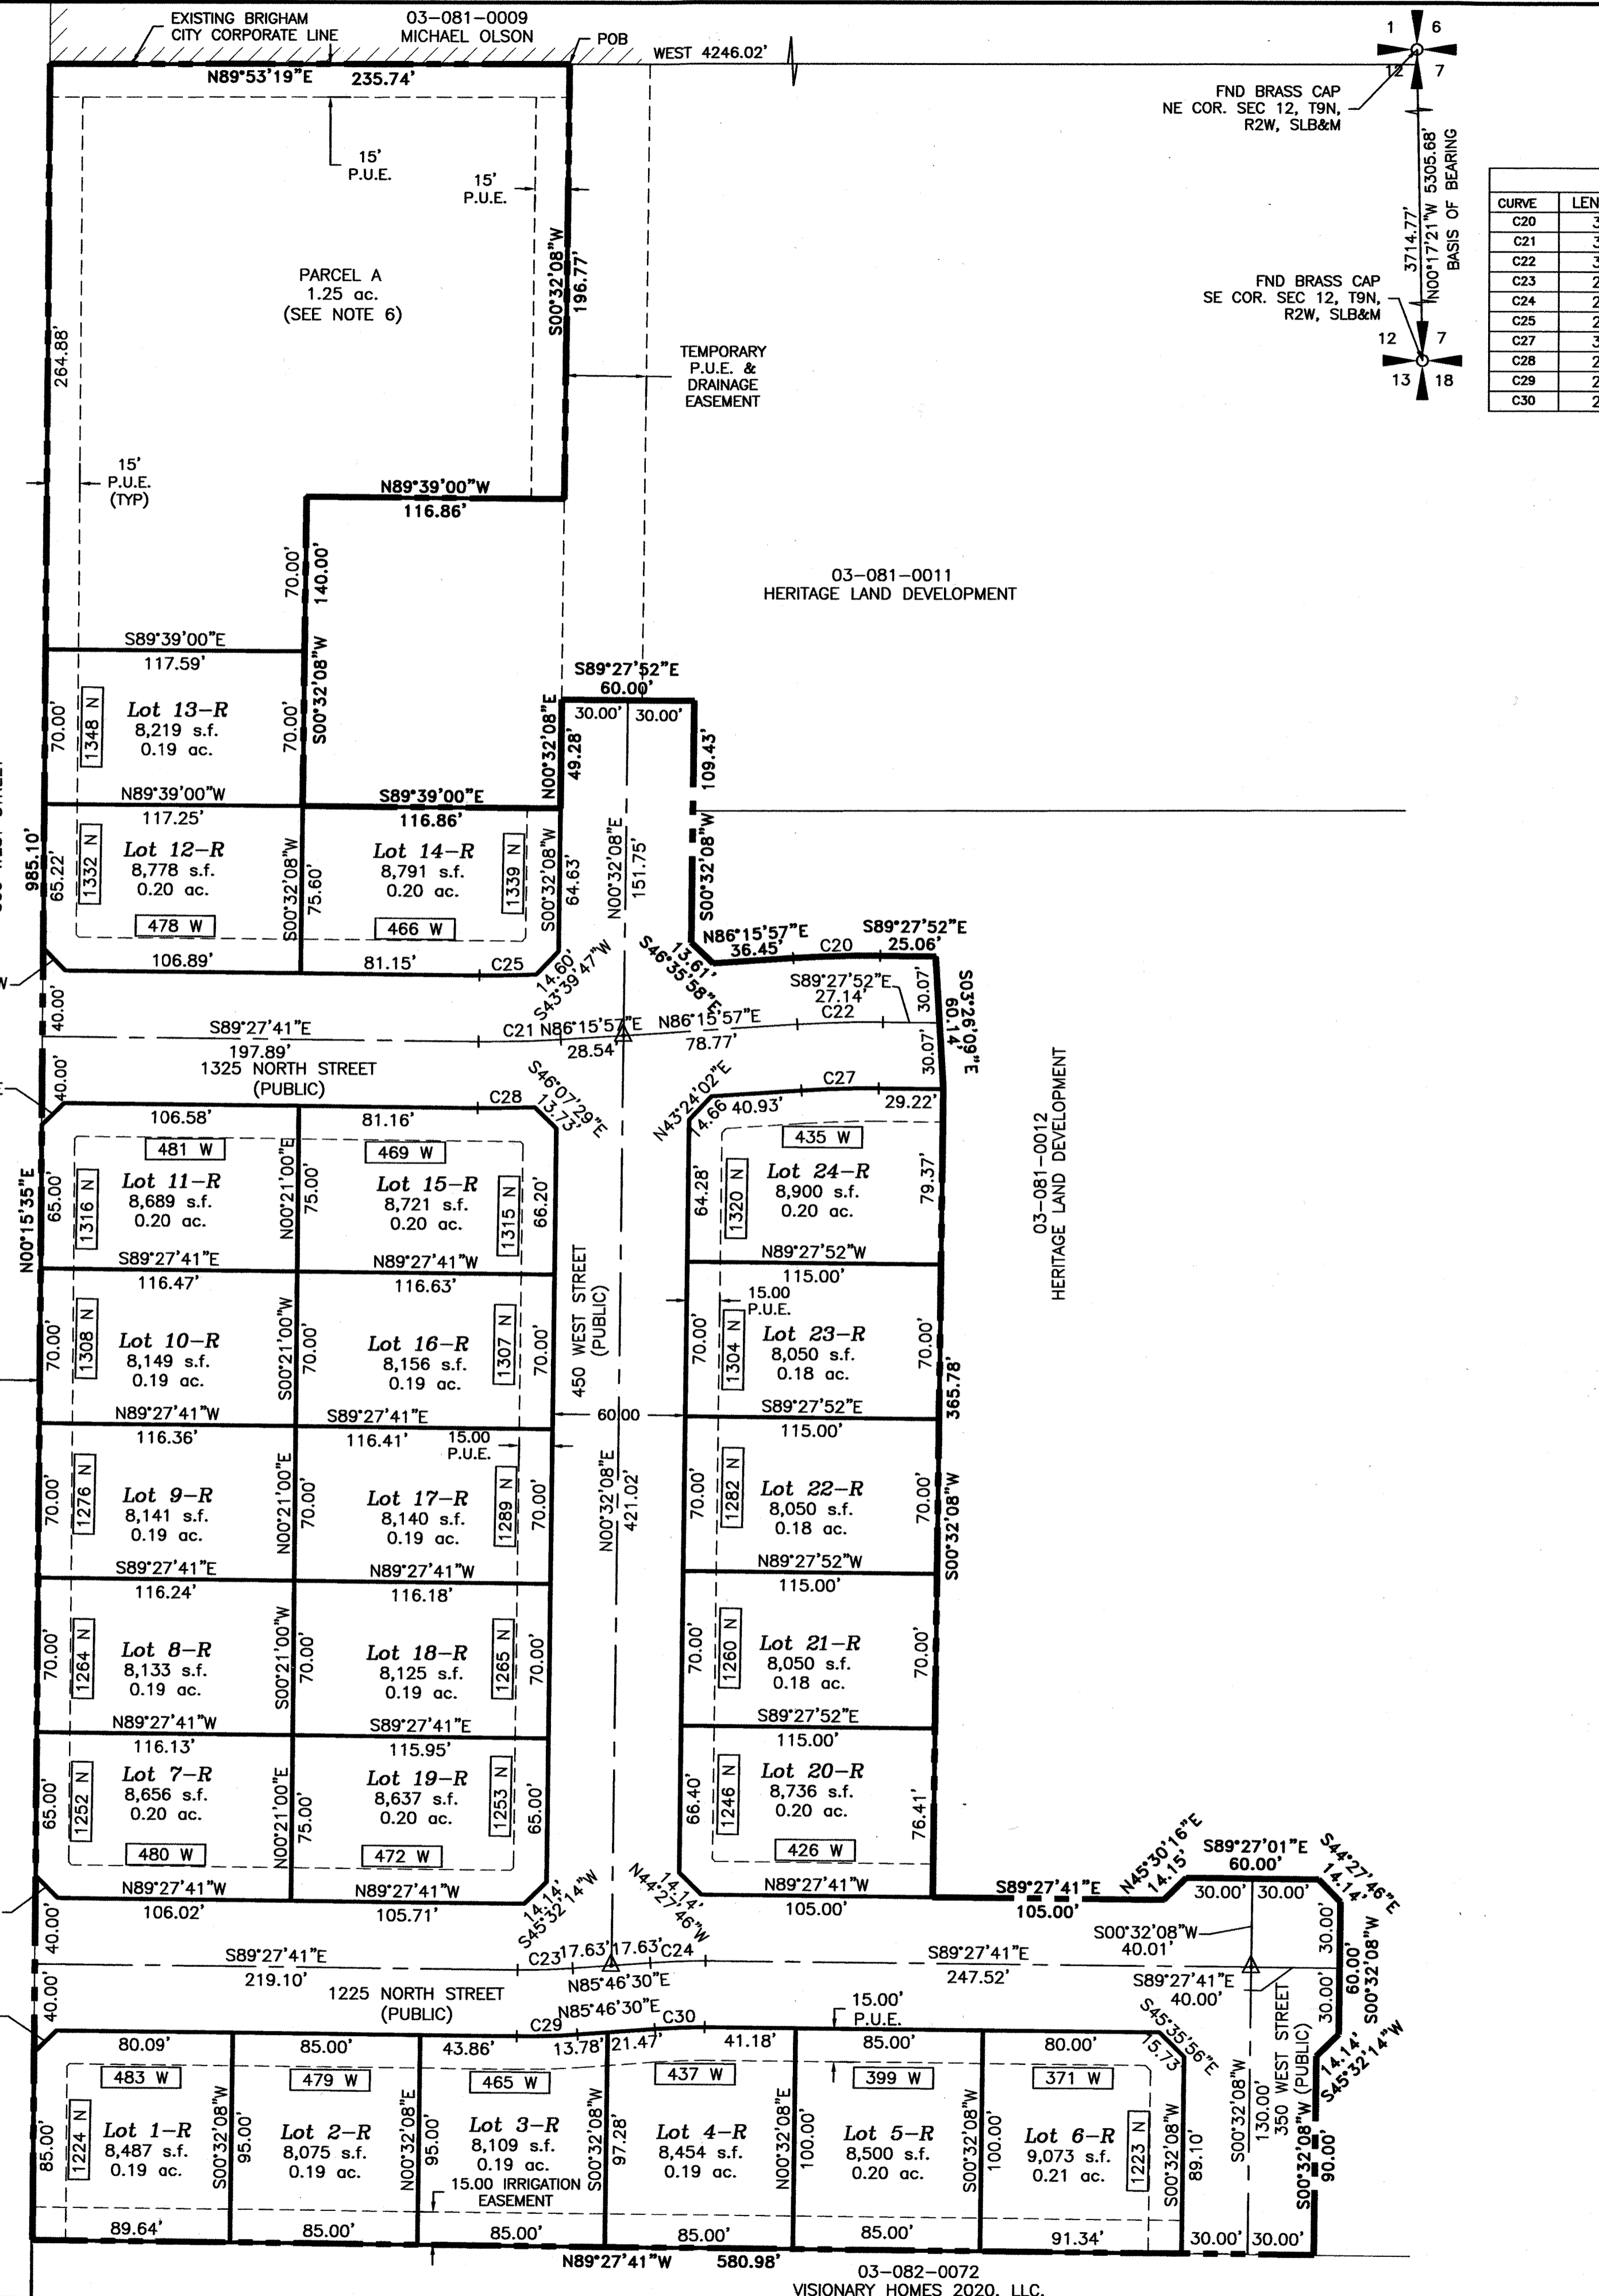 EXISTING BRIGHAM
CITY CORPORATE LINE
03-081-0009
MICHAEL OLSON
POB
WEST 4246.02'
N89°53'19"E 235.74'
1 6
12 7
FND BRASS CAP
NE COR. SEC 12, T9N,
R2W, SLB&M
3714.77'
N00°17'21"W 5305.68'
BASIS OF BEARING
FND BRASS CAP
SE COR. SEC 12, T9N,
R2W, SLB&M
12 7
13 18
CURVE
C20
C21
C22
C23
C24
C25
C27
C28
C29
C30
15'
P.U.E.
15'
P.U.E.
PARCEL A
1.25 ac.
(SEE NOTE 6)
264.88'
S00°32'08"W
196.77'
TEMPORARY
P.U.E. &
DRAINAGE
EASEMENT
15'
P.U.E.
(TYP)
N89°39'00"W
116.86'
70.00'
140.00'
S00°32'08"W
03-081-0011
HERITAGE LAND DEVELOPMENT
S89°39'00"E
117.59'
70.00'
1348 N
Lot 13-R
8,219 s.f.
0.19 ac.
70.00'
S89°27'52"E
60.00'
30.00' 30.00'
N00°32'08"E
49.28'
109.43'
S00°32'08"W
N89°39'00"W
117.25'
S89°39'00"E
116.86'
985.10'
65.22'
1332 N
Lot 12-R
8,778 s.f.
0.20 ac.
478 W
S00°32'08"W
75.60'
Lot 14-R
8,791 s.f.
0.20 ac.
466 W
1339 N
S00°32'08"W
64.63'
N00°32'08"E
151.75'
106.89'
81.15'
C25
14.60'
S43°39'47"W
13.61'
S46°35'58"E
N86°15'57"E
36.45'
C20
S89°27'52"E
25.06'
S89°27'52"E
27.14'
30.07'
S03°26'09"E
60.14'
30.07'
40.00'
S89°27'41"E
197.89'
C21
N86°15'57"E
28.54'
N86°15'57"E
78.77'
C22
1325 NORTH STREET
(PUBLIC)
40.00'
106.58'
81.16'
C28
S46°07'29"E
13.73'
N43°24'02"E
14.66
40.93'
C27
29.22'
N00°15'35"E
65.00'
1316 N
481 W
Lot 11-R
8,689 s.f.
0.20 ac.
N00°21'00"E
75.00'
469 W
Lot 15-R
8,721 s.f.
0.20 ac.
1315 N
66.20'
64.28'
1320 N
435 W
Lot 24-R
8,900 s.f.
0.20 ac.
79.37'
03-081-0012
HERITAGE LAND DEVELOPMENT
S89°27'41"E
116.47'
N89°27'41"W
116.63'
N89°27'52"W
115.00'
15.00
P.U.E.
450 WEST STREET
(PUBLIC)
70.00'
1308 N
Lot 10-R
8,149 s.f.
0.19 ac.
S00°21'00"W
70.00'
Lot 16-R
8,156 s.f.
0.19 ac.
1307 N
70.00'
70.00'
1304 N
Lot 23-R
8,050 s.f.
0.18 ac.
70.00'
365.78'
N89°27'41"W
116.36'
S89°27'41"E
116.41'
15.00
P.U.E.
60.00
S89°27'52"E
115.00'
70.00'
1276 N
Lot 9-R
8,141 s.f.
0.19 ac.
N00°21'00"E
70.00'
Lot 17-R
8,140 s.f.
0.19 ac.
1289 N
70.00'
N00°32'08"E
421.02'
70.00'
1282 N
Lot 22-R
8,050 s.f.
0.18 ac.
70.00'
S00°32'08"W
S89°27'41"E
116.24'
N89°27'41"W
116.18'
N89°27'52"W
115.00'
70.00'
1264 N
Lot 8-R
8,133 s.f.
0.19 ac.
S00°21'00"W
70.00'
Lot 18-R
8,125 s.f.
0.19 ac.
1265 N
70.00'
70.00'
1260 N
Lot 21-R
8,050 s.f.
0.18 ac.
70.00'
N89°27'41"W
116.13'
S89°27'41"E
115.95'
S89°27'52"E
115.00'
65.00'
1252 N
Lot 7-R
8,656 s.f.
0.20 ac.
480 W
N00°21'00"E
75.00'
Lot 19-R
8,637 s.f.
0.20 ac.
472 W
1253 N
65.00'
66.40'
1246 N
Lot 20-R
8,736 s.f.
0.20 ac.
426 W
76.41'
N89°27'41"W
106.02'
N89°27'41"W
105.71'
14.14'
S45°32'14"W
14.14'
N44°27'46"W
N89°27'41"W
105.00'
S89°27'41"E
105.00'
N45°30'16"E
14.15'
S89°27'01"E
60.00'
30.00' 30.00'
S44°27'46"E
14.14'
40.00'
S89°27'41"E
219.10'
C23
17.63' 17.63'
C24
N85°46'30"E
S89°27'41"E
247.52'
S00°32'08"W
40.01'
S89°27'41"E
40.00'
30.00'
60.00'
S00°32'08"W
30.00'
1225 NORTH STREET
(PUBLIC)
40.00'
14.14'
S45°32'14"W
N85°46'30"E
C29
C30
15.00'
P.U.E.
S45°35'56"E
15.73'
80.09'
85.00'
43.86'
13.78'
21.47'
41.18'
85.00'
80.00'
85.00'
1224 N
483 W
Lot 1-R
8,487 s.f.
0.19 ac.
S00°32'08"W
95.00'
479 W
Lot 2-R
8,075 s.f.
0.19 ac.
N00°32'08"E
95.00'
465 W
Lot 3-R
8,109 s.f.
0.19 ac.
15.00 IRRIGATION
EASEMENT
S00°32'08"W
97.28'
437 W
Lot 4-R
8,454 s.f.
0.19 ac.
N00°32'08"E
100.00'
399 W
Lot 5-R
8,500 s.f.
0.20 ac.
S00°32'08"W
100.00'
371 W
Lot 6-R
9,073 s.f.
0.21 ac.
1223 N
S00°32'08"W
89.10'
S00°32'08"W
130.00'
350 WEST STREET
(PUBLIC)
S00°32'08"W
90.00'
89.64'
85.00'
85.00'
85.00'
85.00'
91.34'
30.00' 30.00'
N89°27'41"W 580.98'
03-082-0072
VISIONARY HOMES 2020, LLC.